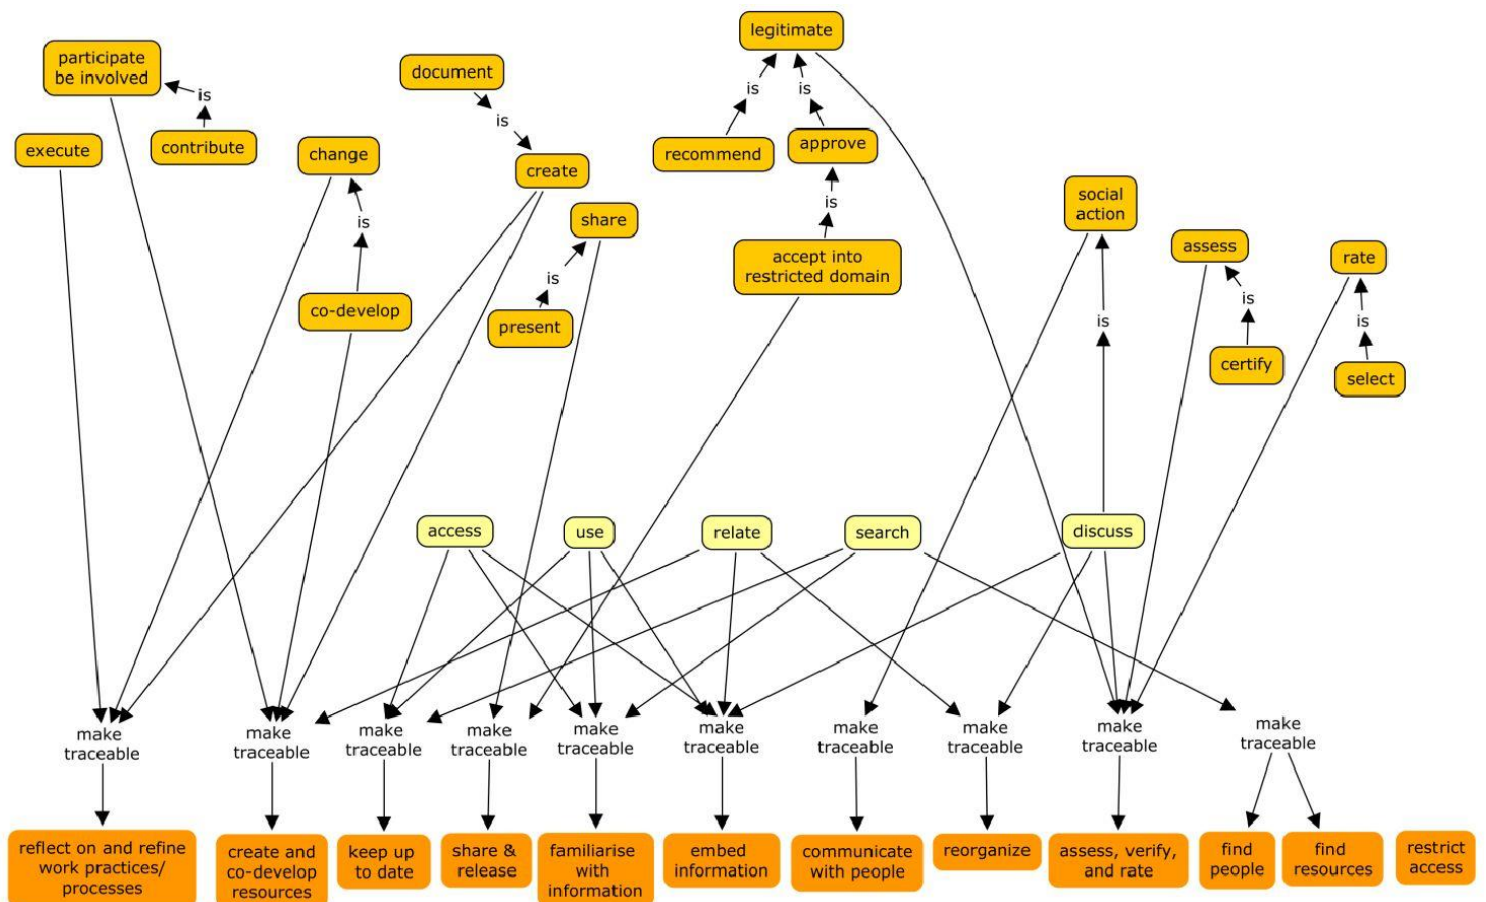 legitimate
participate
be involved
document
is
is
is
is
execute
contribute
change
recommend
approve
create
social
action
share
is
is
assess
rate
accept into
restricted domain
is
is
co-develop
present
is
is
certify
select
access
use
relate
search
discuss
make
traceable
make
traceable
make
traceable
make
traceable
make
traceable
make
traceable
make
traceable
make
traceable
make
traceable
make
traceable
reflect on and refine
work practices/
processes
create and
co-develop
resources
keep up
to date
share &
release
familiarise
with
information
embed
information
communicate
with people
reorganize
assess, verify,
and rate
find
people
find
resources
restrict
access